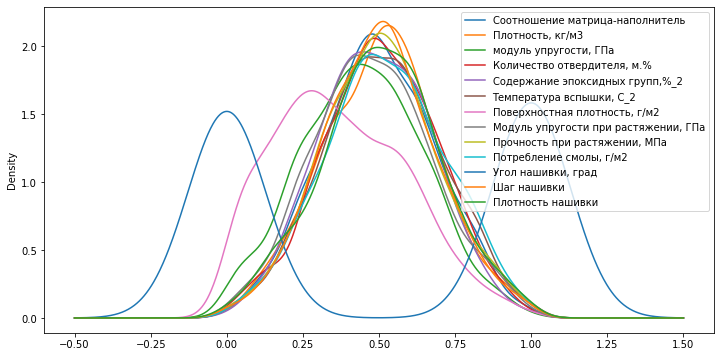 Соотношение матрица-наполнитель
Плотность, кг/м3
модуль упругости, ГПа
Количество отвердителя, м.%
Содержание эпоксидных групп,%_2
Температура вспышки, С_2
Поверхностная плотность, г/м2
Модуль упругости при растяжении, ГПа
Прочность при растяжении, МПа
Потребление смолы, г/м2
Угол нашивки, град
Шаг нашивки
Плотность нашивки
Density
2.0
1.5
1.0
0.5
0.0
-0.50 -0.25 0.00 0.25 0.50 0.75 1.00 1.25 1.50